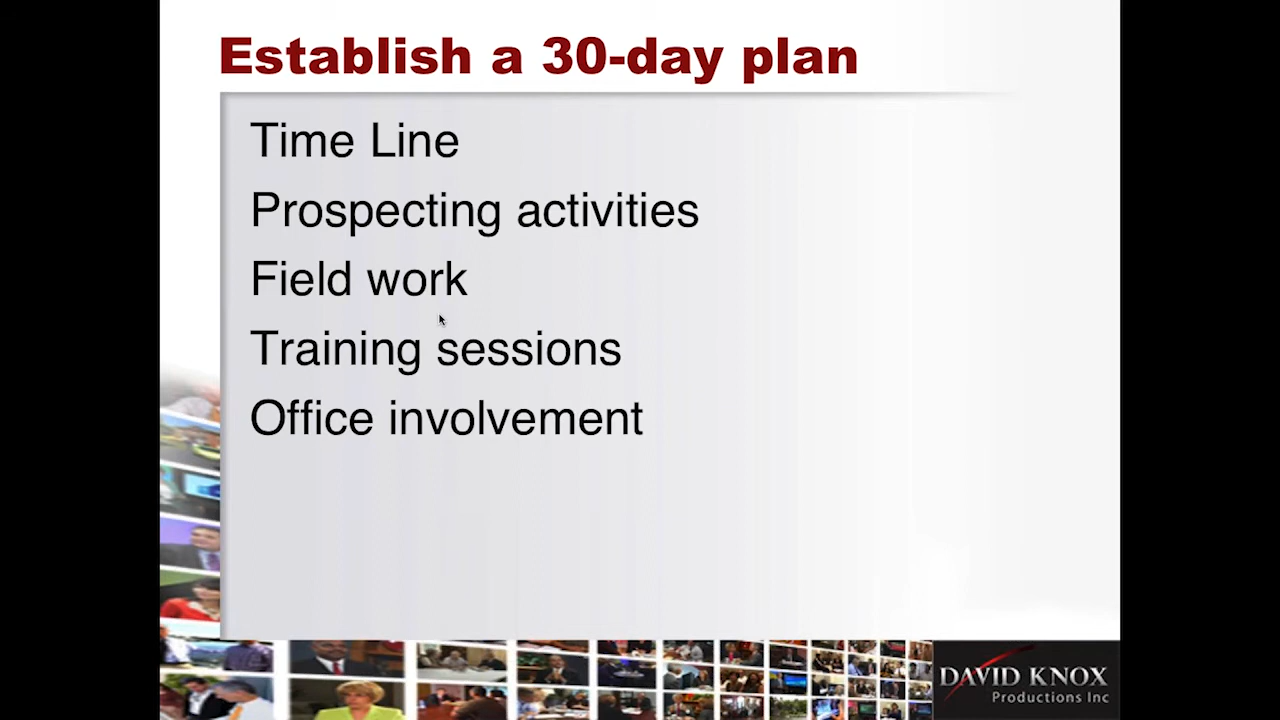 Establish a 30-day plan
Time Line
Prospecting activities
Field work
Training sessions
Office involvement
DAVID KNOX
Productions Inc